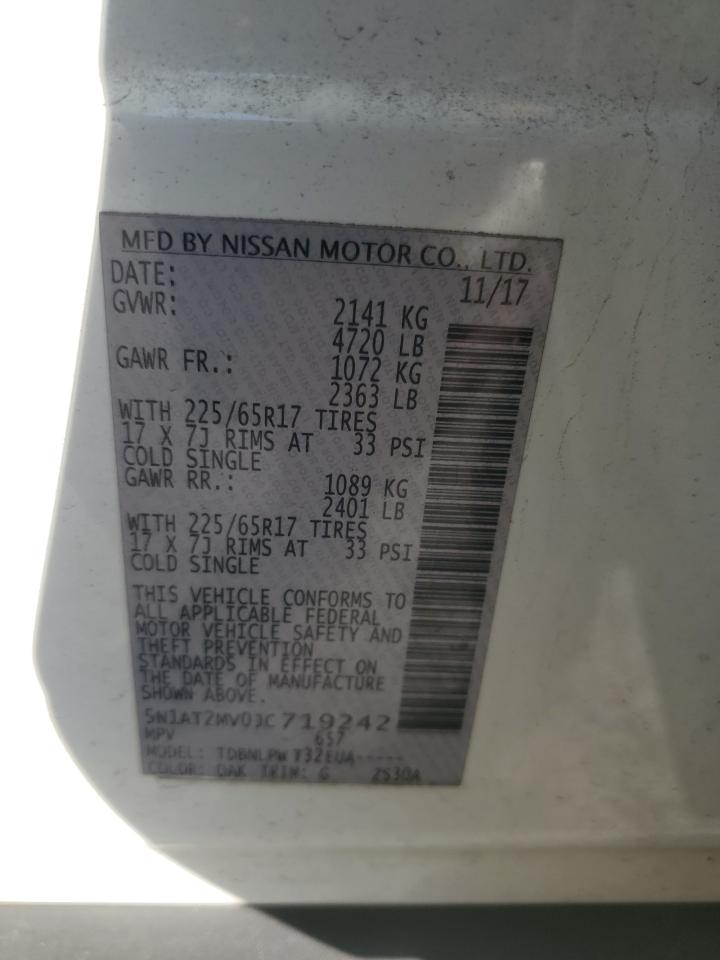 MFD BY NISSAN MOTOR CO., LTD.
DATE: 11/17
GVWR: 2141 KG
4720 LB
GAWR FR.: 1072 KG
2363 LB
WITH 225/65R17 TIRES
17 X 7J RIMS AT 33 PSI
COLD SINGLE
GAWR RR.: 1089 KG
2401 LB
WITH 225/65R17 TIRES
17 X 7J RIMS AT 33 PSI
COLD SINGLE
THIS VEHICLE CONFORMS TO
ALL APPLICABLE FEDERAL
MOTOR VEHICLE SAFETY AND
THEFT PREVENTION
STANDARDS IN EFFECT ON
THE DATE OF MANUFACTURE
SHOWN ABOVE.
5N1AT2MV0JC719242
MPV 657
MODEL: TDBNLPW T32EUA-----
COLOR: QAK TRIM: G